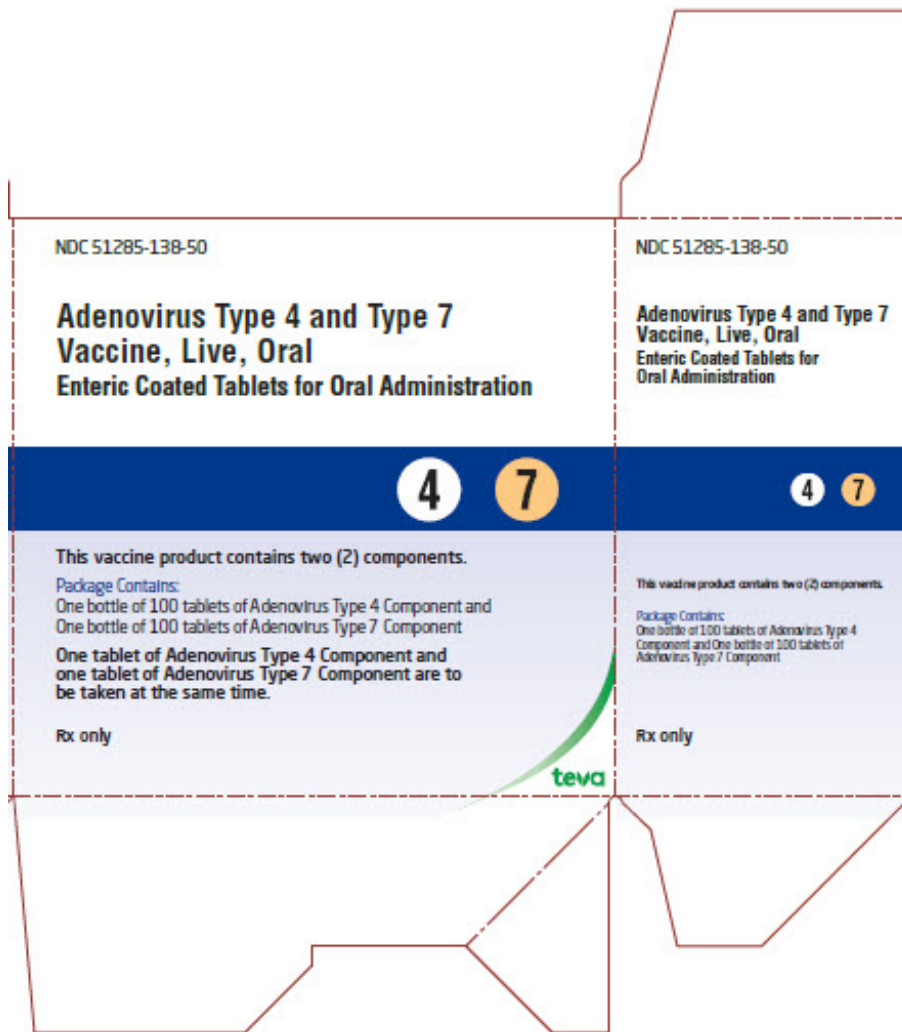 NDC 51285-138-50
Adenovirus Type 4 and Type 7
Vaccine, Live, Oral
Enteric Coated Tablets for Oral Administration
4 7
This vaccine product contains two (2) components.
Package Contains:
One bottle of 100 tablets of Adenovirus Type 4 Component and
One bottle of 100 tablets of Adenovirus Type 7 Component
One tablet of Adenovirus Type 4 Component and
one tablet of Adenovirus Type 7 Component are to
be taken at the same time.
Rx only
teva
NDC 51285-138-50
Adenovirus Type 4 and Type 7
Vaccine, Live, Oral
Enteric Coated Tablets for
Oral Administration
4 7
This vaccine product contains two (2) components.
Package Contains:
One bottle of 100 tablets of Adenovirus Type 4
Component and One bottle of 100 tablets of
Adenovirus Type 7 Component
Rx only